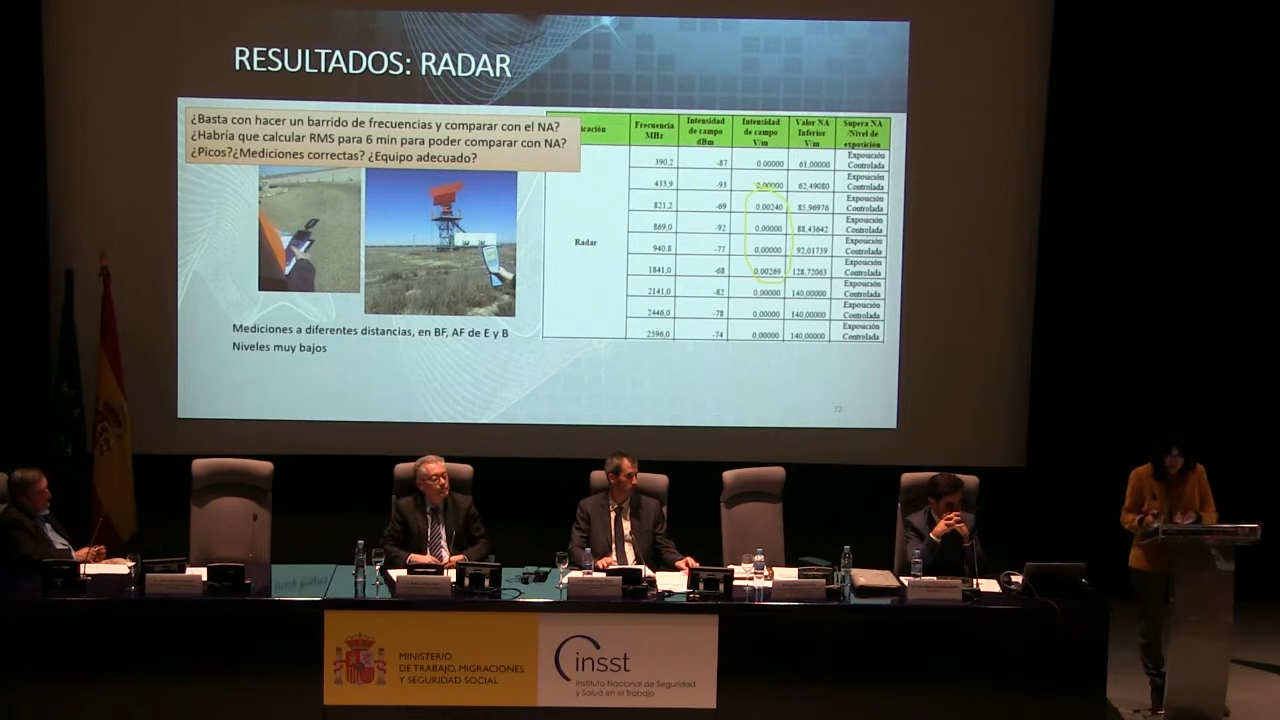 RESULTADOS: RADAR
¿Basta con hacer un barrido de frecuencias y comparar con el NA?
¿Habría que calcular RMS para 6 min para poder comparar con NA?
¿Picos?¿Mediciones correctas? ¿Equipo adecuado?
Mediciones a diferentes distancias, en BF, AF de E y B
Niveles muy bajos
icación Frecuencia MHz Intensidad de campo dBm Intensidad de campo V/m Valor NA Inferior V/m Supera NA /Nivel de exposición
Radar
390,2 -87 0,00000 61,00000 Exposición Controlada
433,9 -93 0,00000 62,49080 Exposición Controlada
821,2 -69 0,00240 85,96976 Exposición Controlada
869,0 -92 0,00000 88,43642 Exposición Controlada
940,8 -77 0,00000 92,01739 Exposición Controlada
1841,0 -68 0,00269 128,72063 Exposición Controlada
2141,0 -82 0,00000 140,00000 Exposición Controlada
2446,0 -78 0,00000 140,00000 Exposición Controlada
2596,0 -74 0,00000 140,00000 Exposición Controlada
MINISTERIO
DE TRABAJO, MIGRACIONES
Y SEGURIDAD SOCIAL
insst
Instituto Nacional de Seguridad
y Salud en el Trabajo